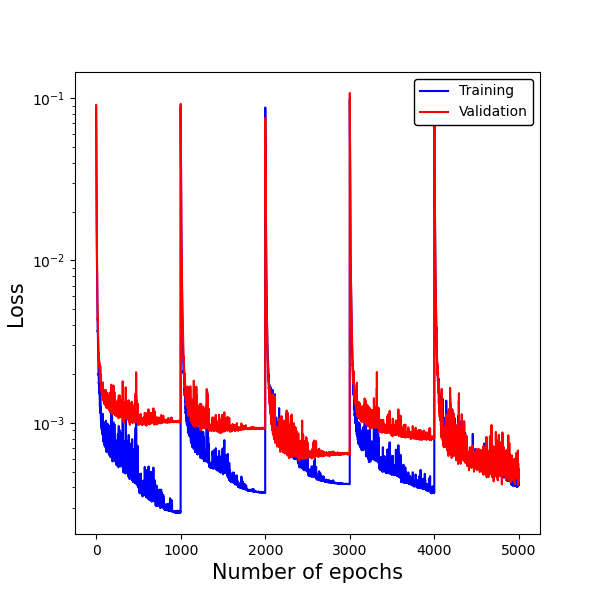 Training
Validation
10⁻¹
10⁻²
10⁻³
Loss
0 1000 2000 3000 4000 5000
Number of epochs